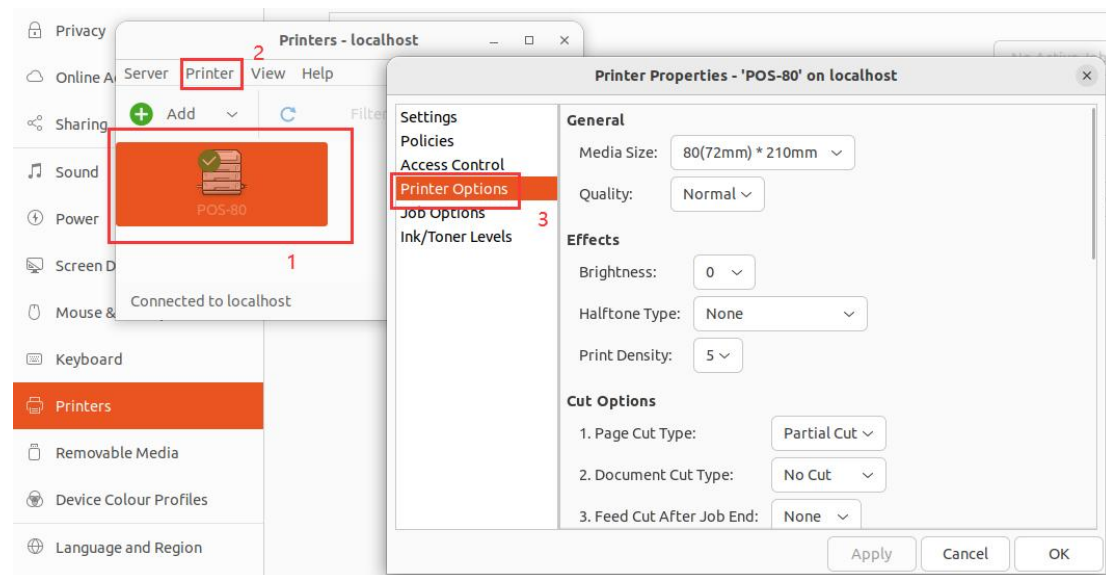 Privacy
Online A
Sharing
Sound
Power
Screen D
Mouse &
Keyboard
Printers
Removable Media
Device Colour Profiles
Language and Region
Printers - localhost
2
Server Printer View Help
Add Filter
POS-80
1
Connected to localhost
Printer Properties - 'POS-80' on localhost
Settings
Policies
Access Control
Printer Options
Job Options
Ink/Toner Levels
3
General
Media Size: 80(72mm) * 210mm
Quality: Normal
Effects
Brightness: 0
Halftone Type: None
Print Density: 5
Cut Options
1. Page Cut Type: Partial Cut
2. Document Cut Type: No Cut
3. Feed Cut After Job End: None
Apply Cancel OK